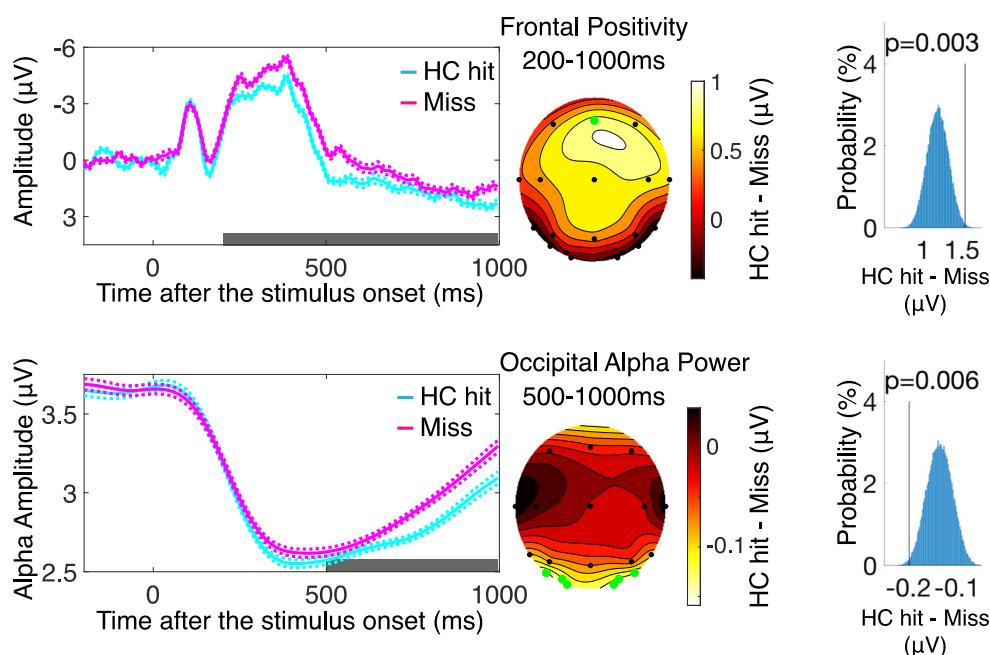 Frontal Positivity
200-1000ms
-6
-3
0
3
Amplitude (µV)
HC hit
Miss
0
500
1000
Time after the stimulus onset (ms)
1
0.5
0
HC hit - Miss (µV)
p=0.003
4
2
0
Probability (%)
1
1.5
HC hit - Miss
(µV)
Occipital Alpha Power
500-1000ms
3.5
3
2.5
Alpha Amplitude (µV)
HC hit
Miss
0
500
1000
Time after the stimulus onset (ms)
0
-0.1
HC hit - Miss (µV)
p=0.006
4
2
0
Probability (%)
-0.2
-0.1
HC hit - Miss
(µV)